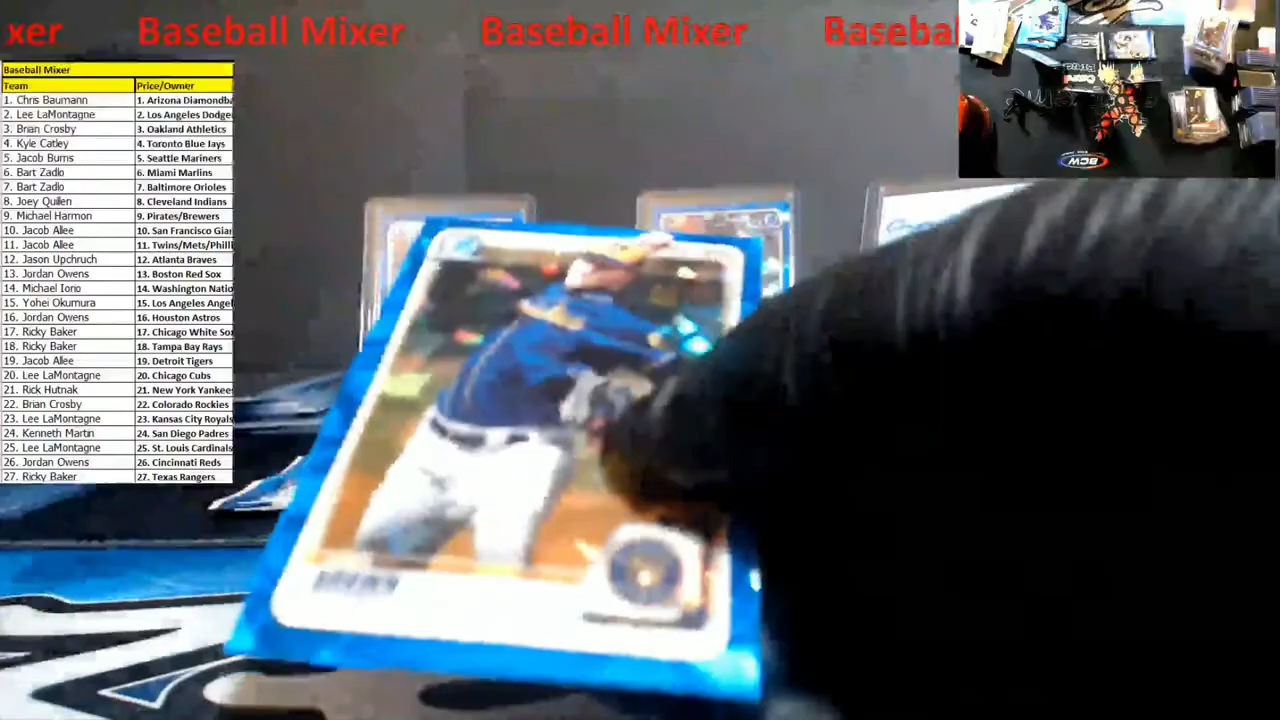 xer Baseball Mixer Baseball Mixer Basebal
Baseball Mixer
Team Price/Owner
1. Chris Baumann 1. Arizona Diamondba
2. Lee LaMontagne 2. Los Angeles Dodge
3. Brian Crosby 3. Oakland Athletics
4. Kyle Catley 4. Toronto Blue Jays
5. Jacob Burns 5. Seattle Mariners
6. Bart Zadlo 6. Miami Marlins
7. Bart Zadlo 7. Baltimore Orioles
8. Joey Quillen 8. Cleveland Indians
9. Michael Harmon 9. Pirates/Brewers
10. Jacob Allee 10. San Francisco Gian
11. Jacob Allee 11. Twins/Mets/Philli
12. Jason Upchruch 12. Atlanta Braves
13. Jordan Owens 13. Boston Red Sox
14. Michael Iorio 14. Washington Natio
15. Yohei Okumura 15. Los Angeles Angel
16. Jordan Owens 16. Houston Astros
17. Ricky Baker 17. Chicago White Sox
18. Ricky Baker 18. Tampa Bay Rays
19. Jacob Allee 19. Detroit Tigers
20. Lee LaMontagne 20. Chicago Cubs
21. Rick Hutnak 21. New York Yankees
22. Brian Crosby 22. Colorado Rockies
23. Lee LaMontagne 23. Kansas City Royals
24. Kenneth Martin 24. San Diego Padres
25. Lee LaMontagne 25. St. Louis Cardinals
26. Jordan Owens 26. Cincinnati Reds
27. Ricky Baker 27. Texas Rangers
BCW